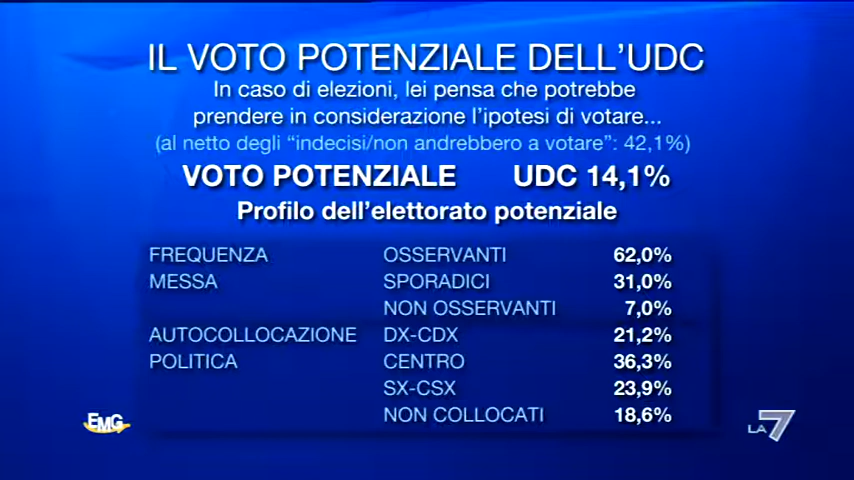 IL VOTO POTENZIALE DELL'UDC
In caso di elezioni, lei pensa che potrebbe
prendere in considerazione l'ipotesi di votare...
(al netto degli “indecisi/non andrebbero a votare”: 42,1%)
VOTO POTENZIALE UDC 14,1%
Profilo dell'elettorato potenziale
FREQUENZA OSSERVANTI 62,0%
MESSA SPORADICI 31,0%
NON OSSERVANTI 7,0%
AUTOCOLLOCAZIONE DX-CDX 21,2%
POLITICA CENTRO 36,3%
SX-CSX 23,9%
NON COLLOCATI 18,6%
EMG
LA7